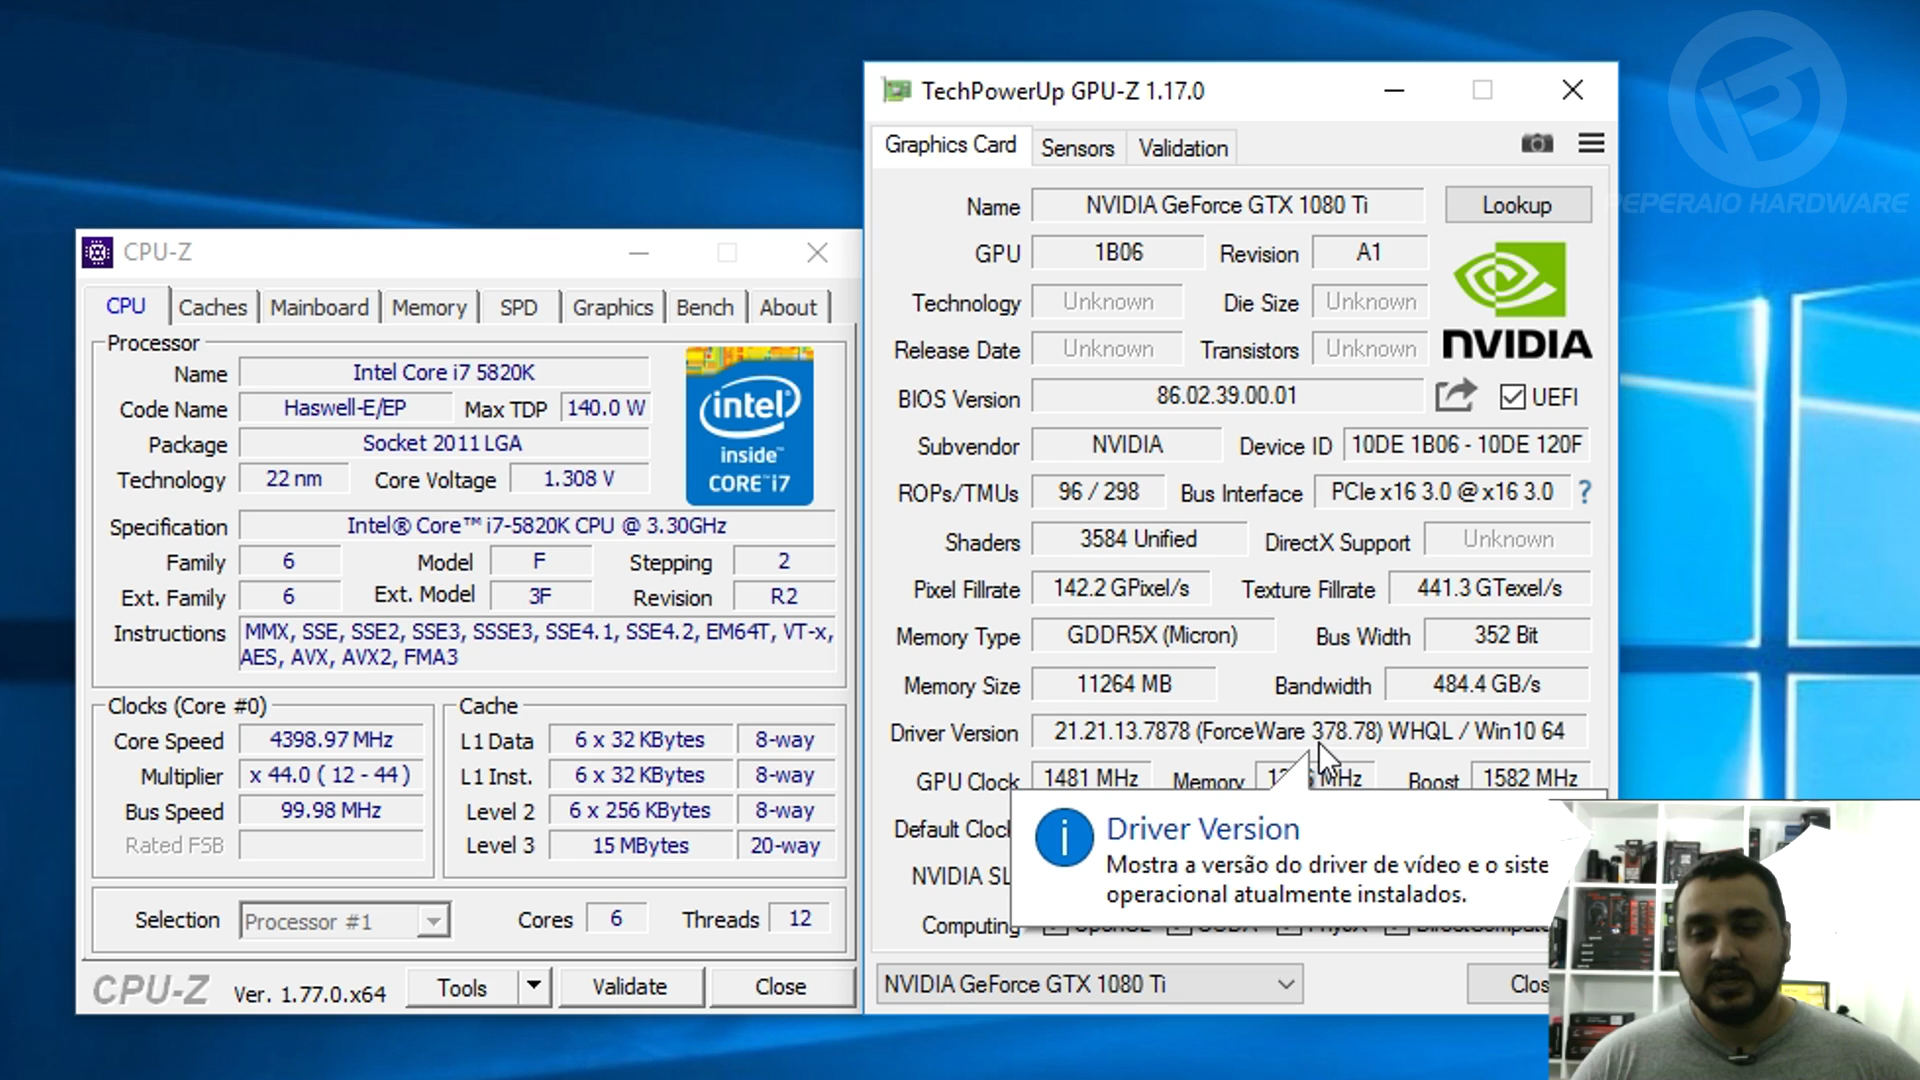 PEPERAIO HARDWARE
CPU-Z
CPU Caches Mainboard Memory SPD Graphics Bench About
Processor
Name Intel Core i7 5820K
Code Name Haswell-E/EP Max TDP 140.0 W
Package Socket 2011 LGA
Technology 22 nm Core Voltage 1.308 V
intel
inside™
CORE™i7
Specification Intel® Core™ i7-5820K CPU @ 3.30GHz
Family 6 Model F Stepping 2
Ext. Family 6 Ext. Model 3F Revision R2
Instructions MMX, SSE, SSE2, SSE3, SSSE3, SSE4.1, SSE4.2, EM64T, VT-x,
AES, AVX, AVX2, FMA3
Clocks (Core #0)
Core Speed 4398.97 MHz
Multiplier x 44.0 ( 12 - 44 )
Bus Speed 99.98 MHz
Rated FSB
Cache
L1 Data 6 x 32 KBytes 8-way
L1 Inst. 6 x 32 KBytes 8-way
Level 2 6 x 256 KBytes 8-way
Level 3 15 MBytes 20-way
Selection Processor #1 Cores 6 Threads 12
CPU-Z Ver. 1.77.0.x64 Tools Validate Close
TechPowerUp GPU-Z 1.17.0
Graphics Card Sensors Validation
Name NVIDIA GeForce GTX 1080 Ti Lookup
GPU 1B06 Revision A1
Technology Unknown Die Size Unknown
Release Date Unknown Transistors Unknown
NVIDIA
BIOS Version 86.02.39.00.01 UEFI
Subvendor NVIDIA Device ID 10DE 1B06 - 10DE 120F
ROPs/TMUs 96 / 298 Bus Interface PCIe x16 3.0 @ x16 3.0 ?
Shaders 3584 Unified DirectX Support Unknown
Pixel Fillrate 142.2 GPixel/s Texture Fillrate 441.3 GTexel/s
Memory Type GDDR5X (Micron) Bus Width 352 Bit
Memory Size 11264 MB Bandwidth 484.4 GB/s
Driver Version 21.21.13.7878 (ForceWare 378.78) WHQL / Win10 64
GPU Clock 1481 MHz Memory MHz Boost 1582 MHz
Default Clock
NVIDIA SL
Computing
Driver Version
Mostra a versão do driver de vídeo e o siste
operacional atualmente instalados.
NVIDIA GeForce GTX 1080 Ti Clos